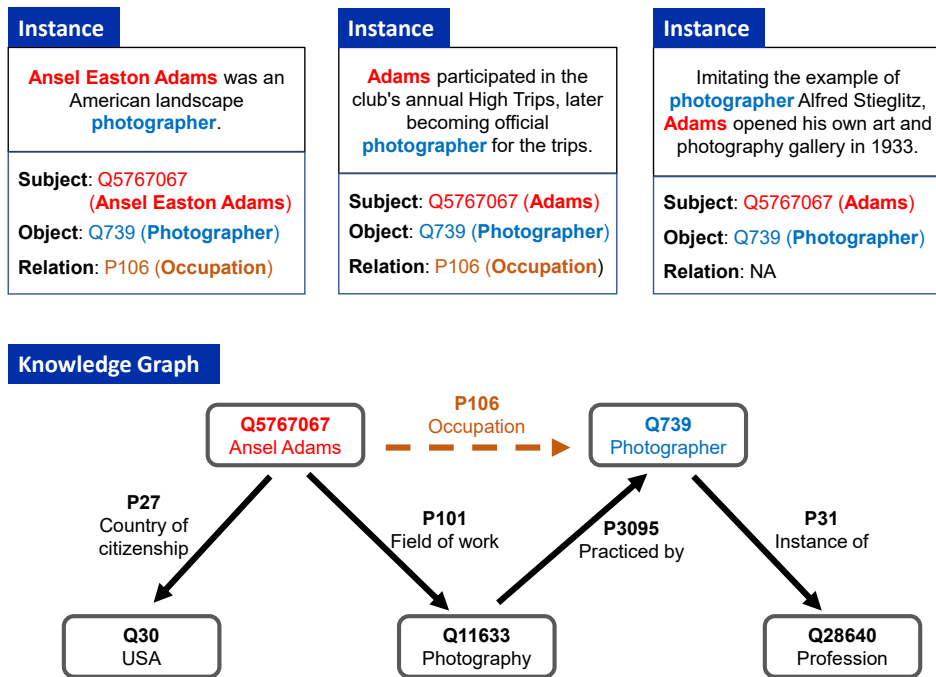 Instance
Ansel Easton Adams was an
American landscape
photographer.
Subject: Q5767067
(Ansel Easton Adams)
Object: Q739 (Photographer)
Relation: P106 (Occupation)
Instance
Adams participated in the
club's annual High Trips, later
becoming official
photographer for the trips.
Subject: Q5767067 (Adams)
Object: Q739 (Photographer)
Relation: P106 (Occupation)
Instance
Imitating the example of
photographer Alfred Stieglitz,
Adams opened his own art and
photography gallery in 1933.
Subject: Q5767067 (Adams)
Object: Q739 (Photographer)
Relation: NA
Knowledge Graph
Q5767067
Ansel Adams
P106
Occupation
Q739
Photographer
P27
Country of
citizenship
P101
Field of work
P3095
Practiced by
P31
Instance of
Q30
USA
Q11633
Photography
Q28640
Profession